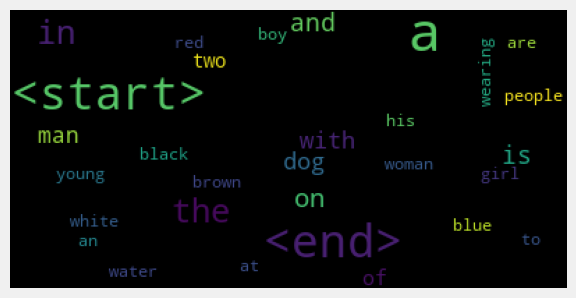 in
red
boy
and
a
are
two
wearing
<start>
people
his
man
black
with
dog
woman
is
young
brown
girl
on
the
white
an
blue
<end>
to
water
at
of